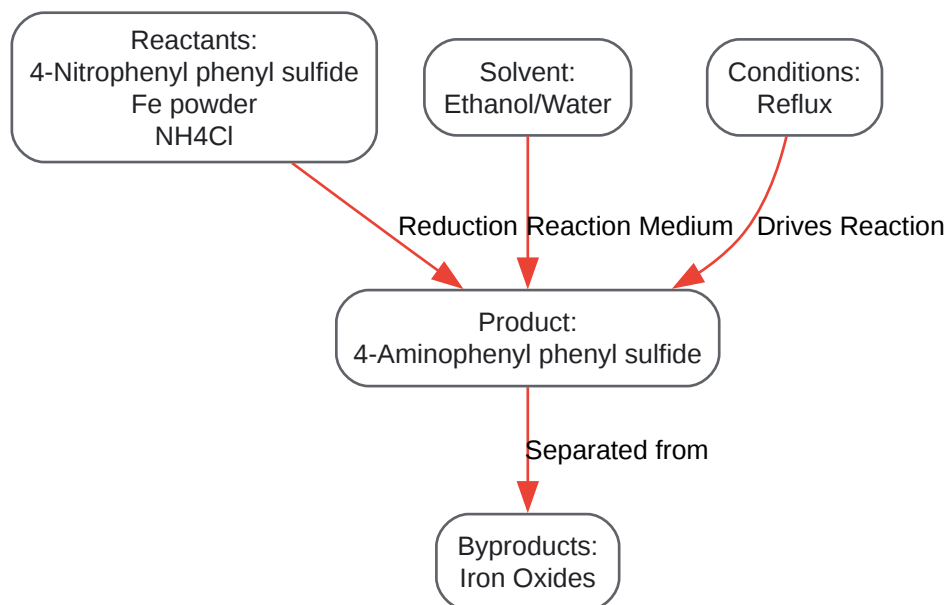 Reactants:
4-Nitrophenyl phenyl sulfide
Fe powder
NH4Cl
Solvent:
Ethanol/Water
Conditions:
Reflux
Reduction
Reaction Medium
Drives Reaction
Product:
4-Aminophenyl phenyl sulfide
Separated from
Byproducts:
Iron Oxides